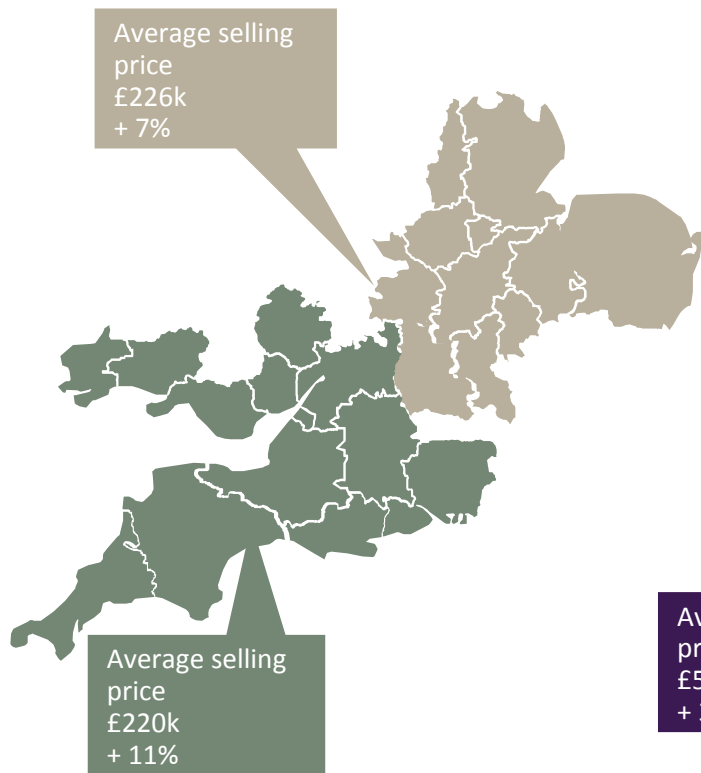 Average selling
price
£226k
+ 7%
Average selling
price
£220k
+ 11%